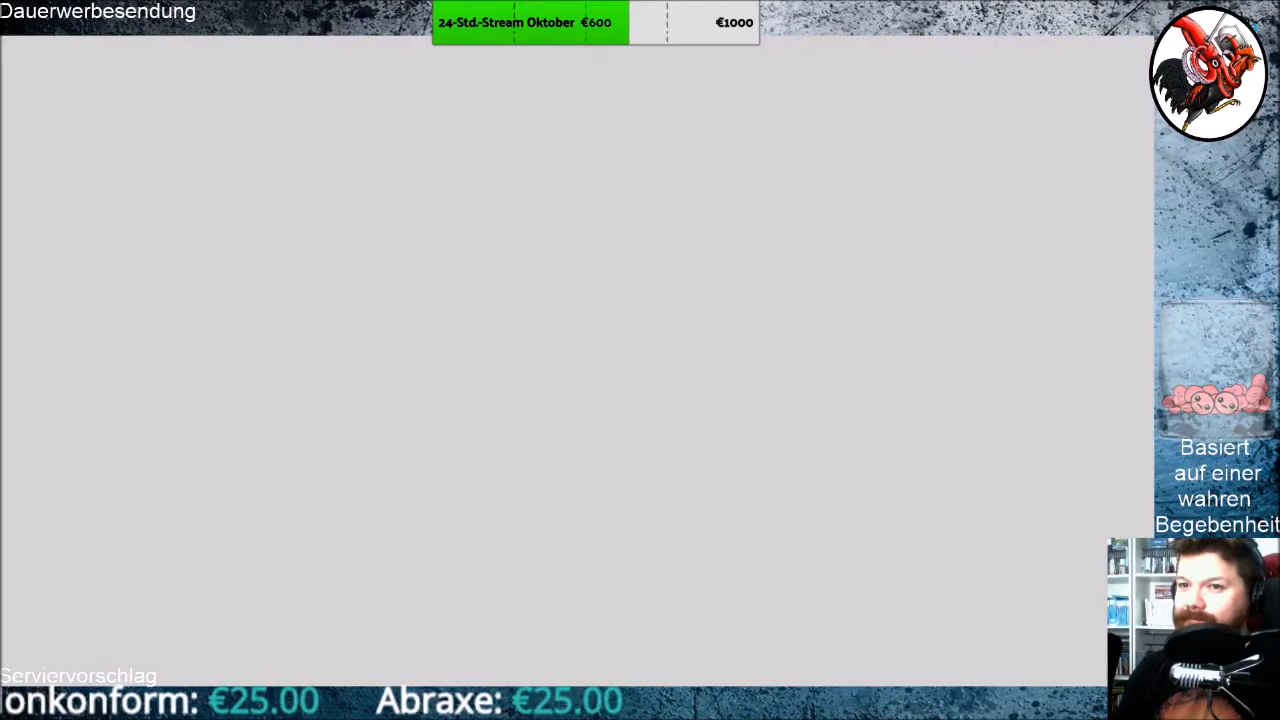 Dauerwerbesendung
24-Std.-Stream Oktober €600 €1000
Basiert
auf einer
wahren
Begebenheit
Serviervorschlag
onkonform: €25.00 Abraxe: €25.00